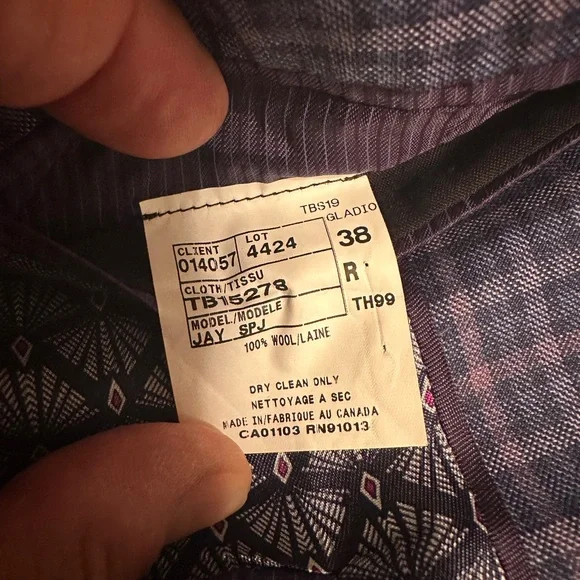 TBS19
GLADIO
CLIENT LOT
014057 4424 38
CLOTH/TISSU R
TB15278
MODEL/MODELE TH99
JAY SPJ
100% WOOL/LAINE
DRY CLEAN ONLY
NETTOYAGE A SEC
MADE IN/FABRIQUE AU CANADA
CA01103 RN91013